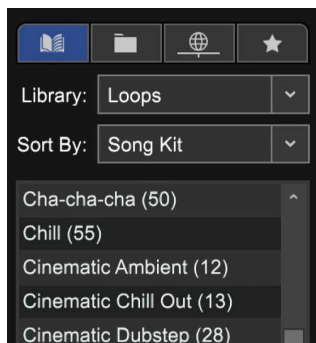 Library: Loops
Sort By: Song Kit
Cha-cha-cha (50)
Chill (55)
Cinematic Ambient (12)
Cinematic Chill Out (13)
Cinematic Dubstep (28)